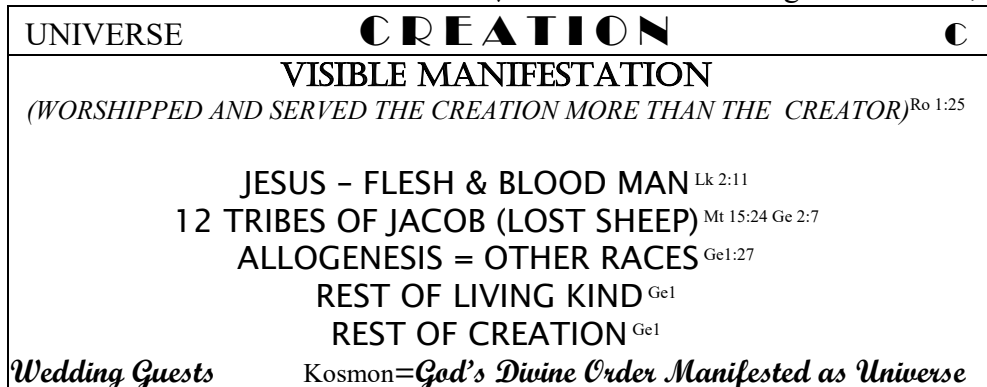 UNIVERSE CREATION C
VISIBLE MANIFESTATION
(WORSHIPPED AND SERVED THE CREATION MORE THAN THE CREATOR)Ro 1:25
JESUS – FLESH & BLOOD MAN Lk 2:11
12 TRIBES OF JACOB (LOST SHEEP) Mt 15:24 Ge 2:7
ALLOGENESIS = OTHER RACES Ge1:27
REST OF LIVING KIND Ge1
REST OF CREATION Ge1
Wedding Guests Kosmon=God's Divine Order Manifested as Universe